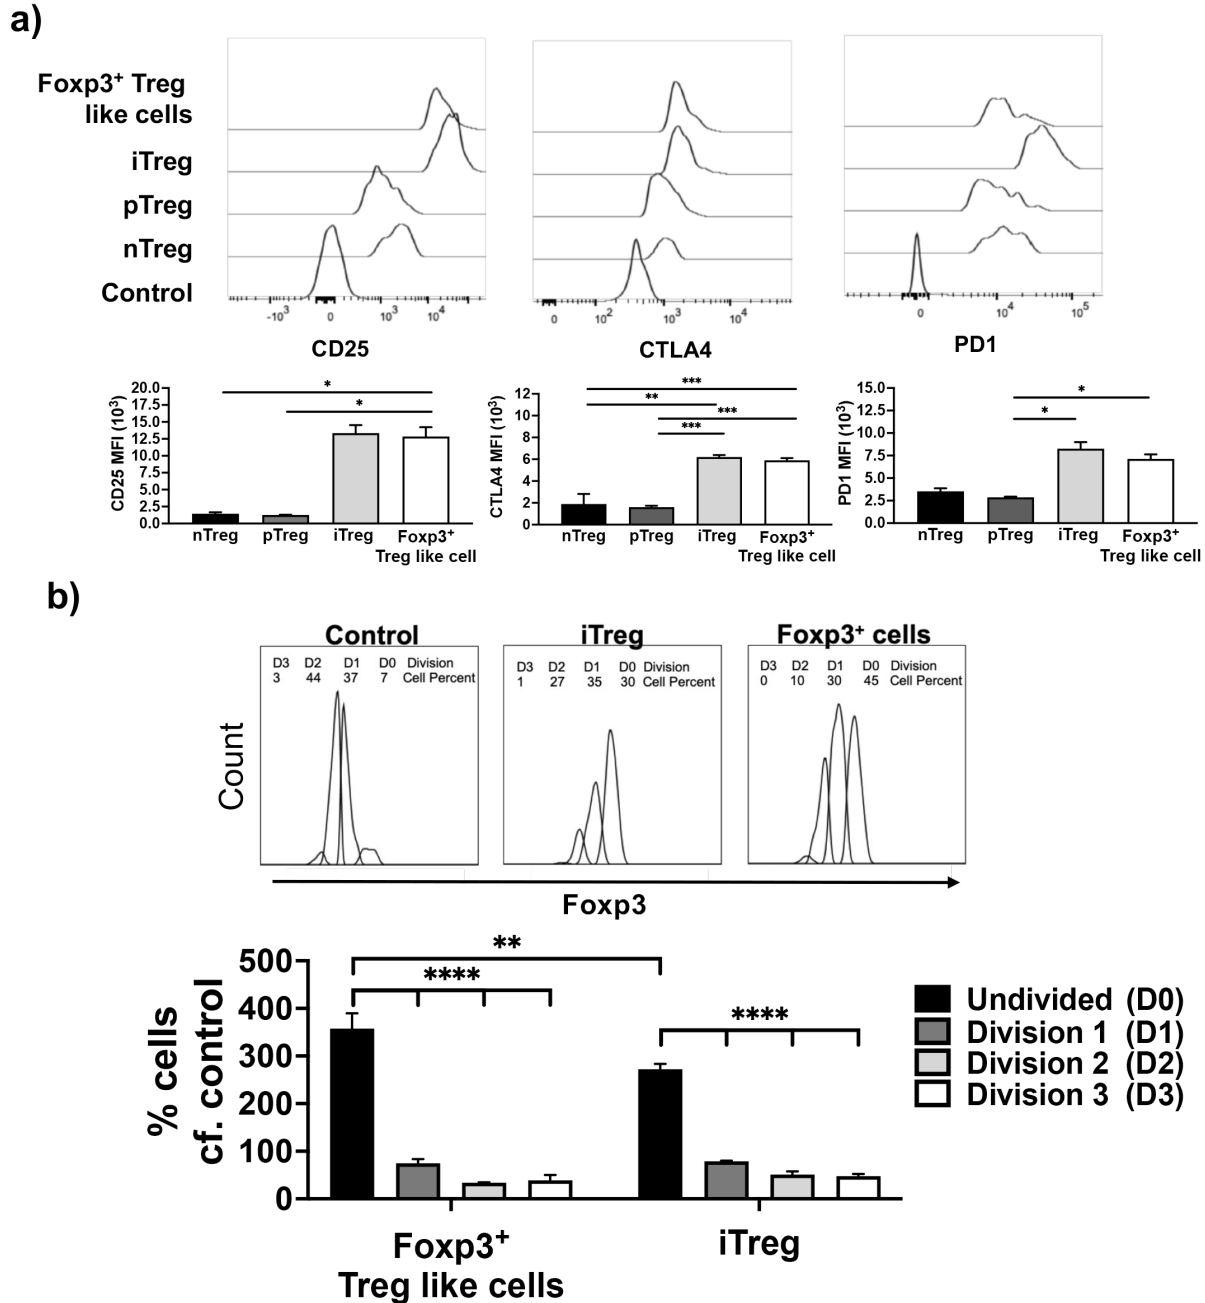 a)
Foxp3⁺ Treg
like cells
iTreg
pTreg
nTreg
Control
-10³ 0 10³ 10⁴
CD25
0 10² 10³ 10⁴
CTLA4
0 10⁴ 10⁵
PD1
CD25 MFI (10³)
20.0
17.5
15.0
12.5
10.0
7.5
5.0
2.5
0.0
*
*
nTreg pTreg iTreg Foxp3⁺
Treg like cell
CTLA4 MFI (10³)
12
10
8
6
4
2
0
***
**
***
***
nTreg pTreg iTreg Foxp3⁺
Treg like cell
PD1 MFI (10³)
15.0
12.5
10.0
7.5
5.0
2.5
0.0
*
*
nTreg pTreg iTreg Foxp3⁺
Treg like cell
b)
Count
Control
D3 D2 D1 D0 Division
3 44 37 7 Cell Percent
iTreg
D3 D2 D1 D0 Division
1 27 35 30 Cell Percent
Foxp3⁺ cells
D3 D2 D1 D0 Division
0 10 30 45 Cell Percent
Foxp3
% cells
cf. control
500
400
300
200
100
0
**
****
****
Foxp3⁺
Treg like cells
iTreg
Undivided (D0)
Division 1 (D1)
Division 2 (D2)
Division 3 (D3)